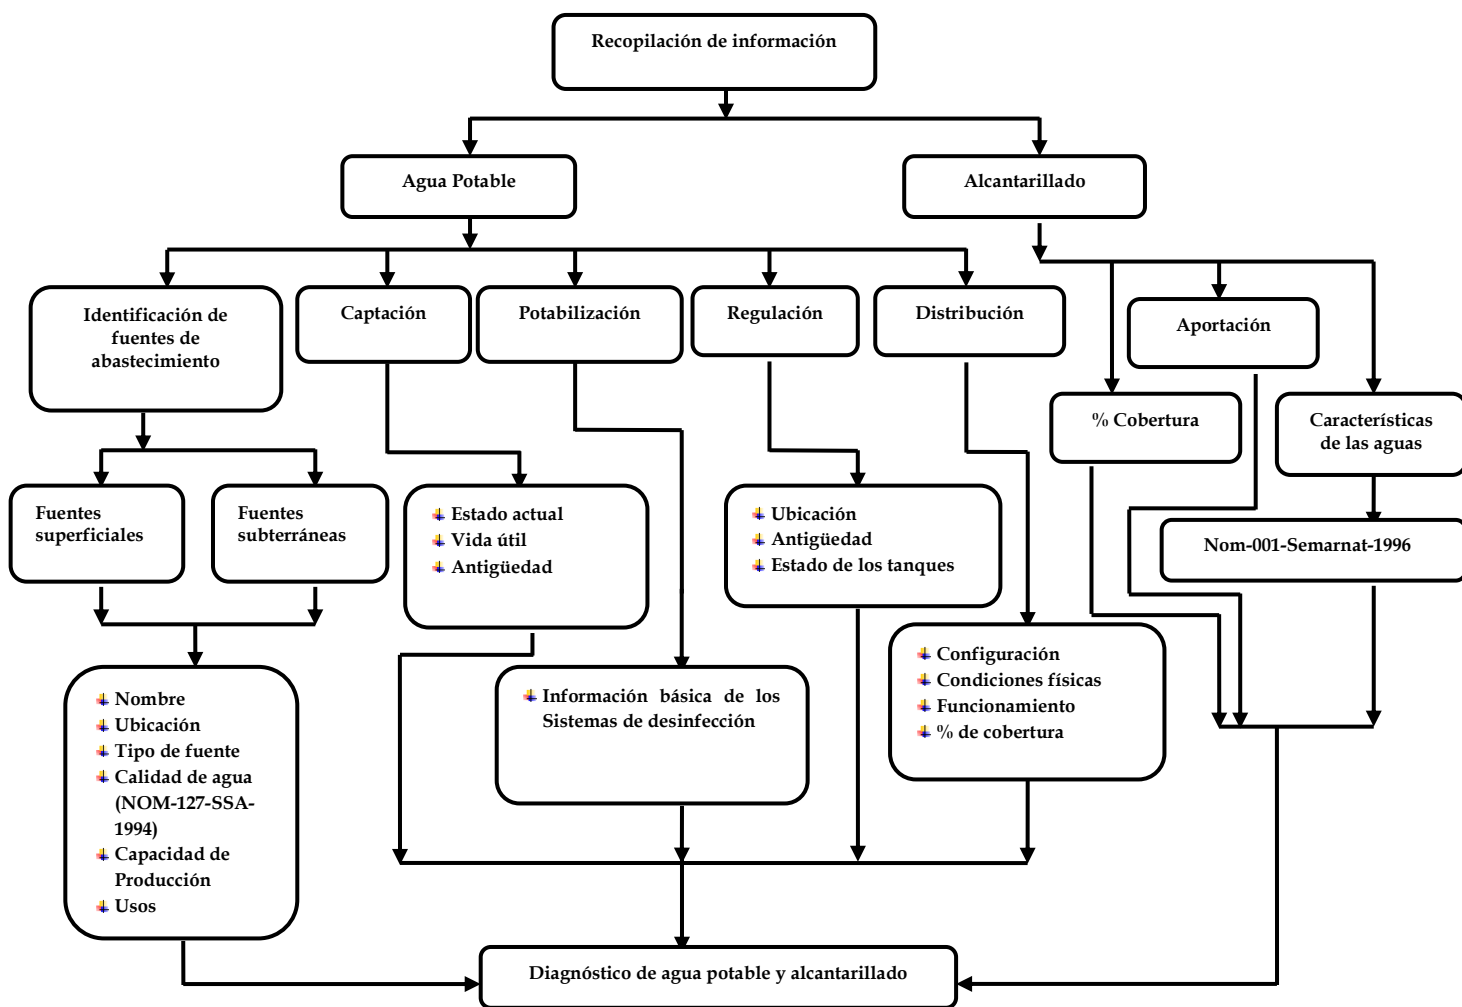 Recopilación de información
Agua Potable
Alcantarillado
Identificación de
fuentes de
abastecimiento
Captación
Potabilización
Regulación
Distribución
Aportación
% Cobertura
Características
de las aguas
Fuentes
superficiales
Fuentes
subterráneas
Estado actual
Vida útil
Antigüedad
Ubicación
Antigüedad
Estado de los tanques
Nom-001-Semarnat-1996
Configuración
Condiciones físicas
Funcionamiento
% de cobertura
Información básica de los
Sistemas de desinfección
Nombre
Ubicación
Tipo de fuente
Calidad de agua
(NOM-127-SSA-
1994)
Capacidad de
Producción
Usos
Diagnóstico de agua potable y alcantarillado